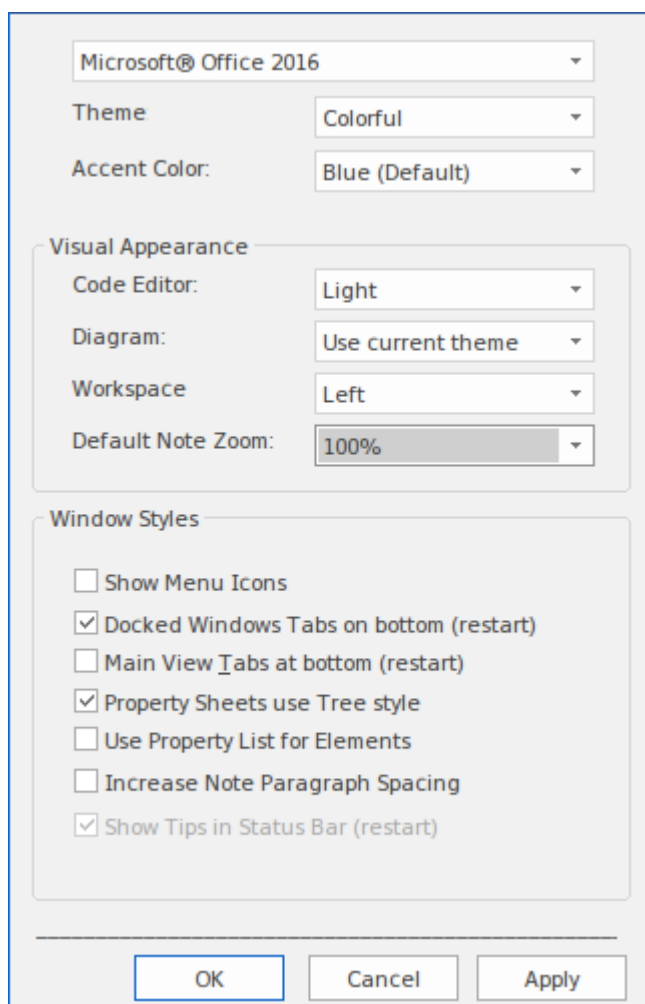 Microsoft® Office 2016
Theme Colorful
Accent Color: Blue (Default)
Visual Appearance
Code Editor: Light
Diagram: Use current theme
Workspace Left
Default Note Zoom: 100%
Window Styles
Show Menu Icons
Docked Windows Tabs on bottom (restart)
Main View Tabs at bottom (restart)
Property Sheets use Tree style
Use Property List for Elements
Increase Note Paragraph Spacing
Show Tips in Status Bar (restart)
OK Cancel Apply